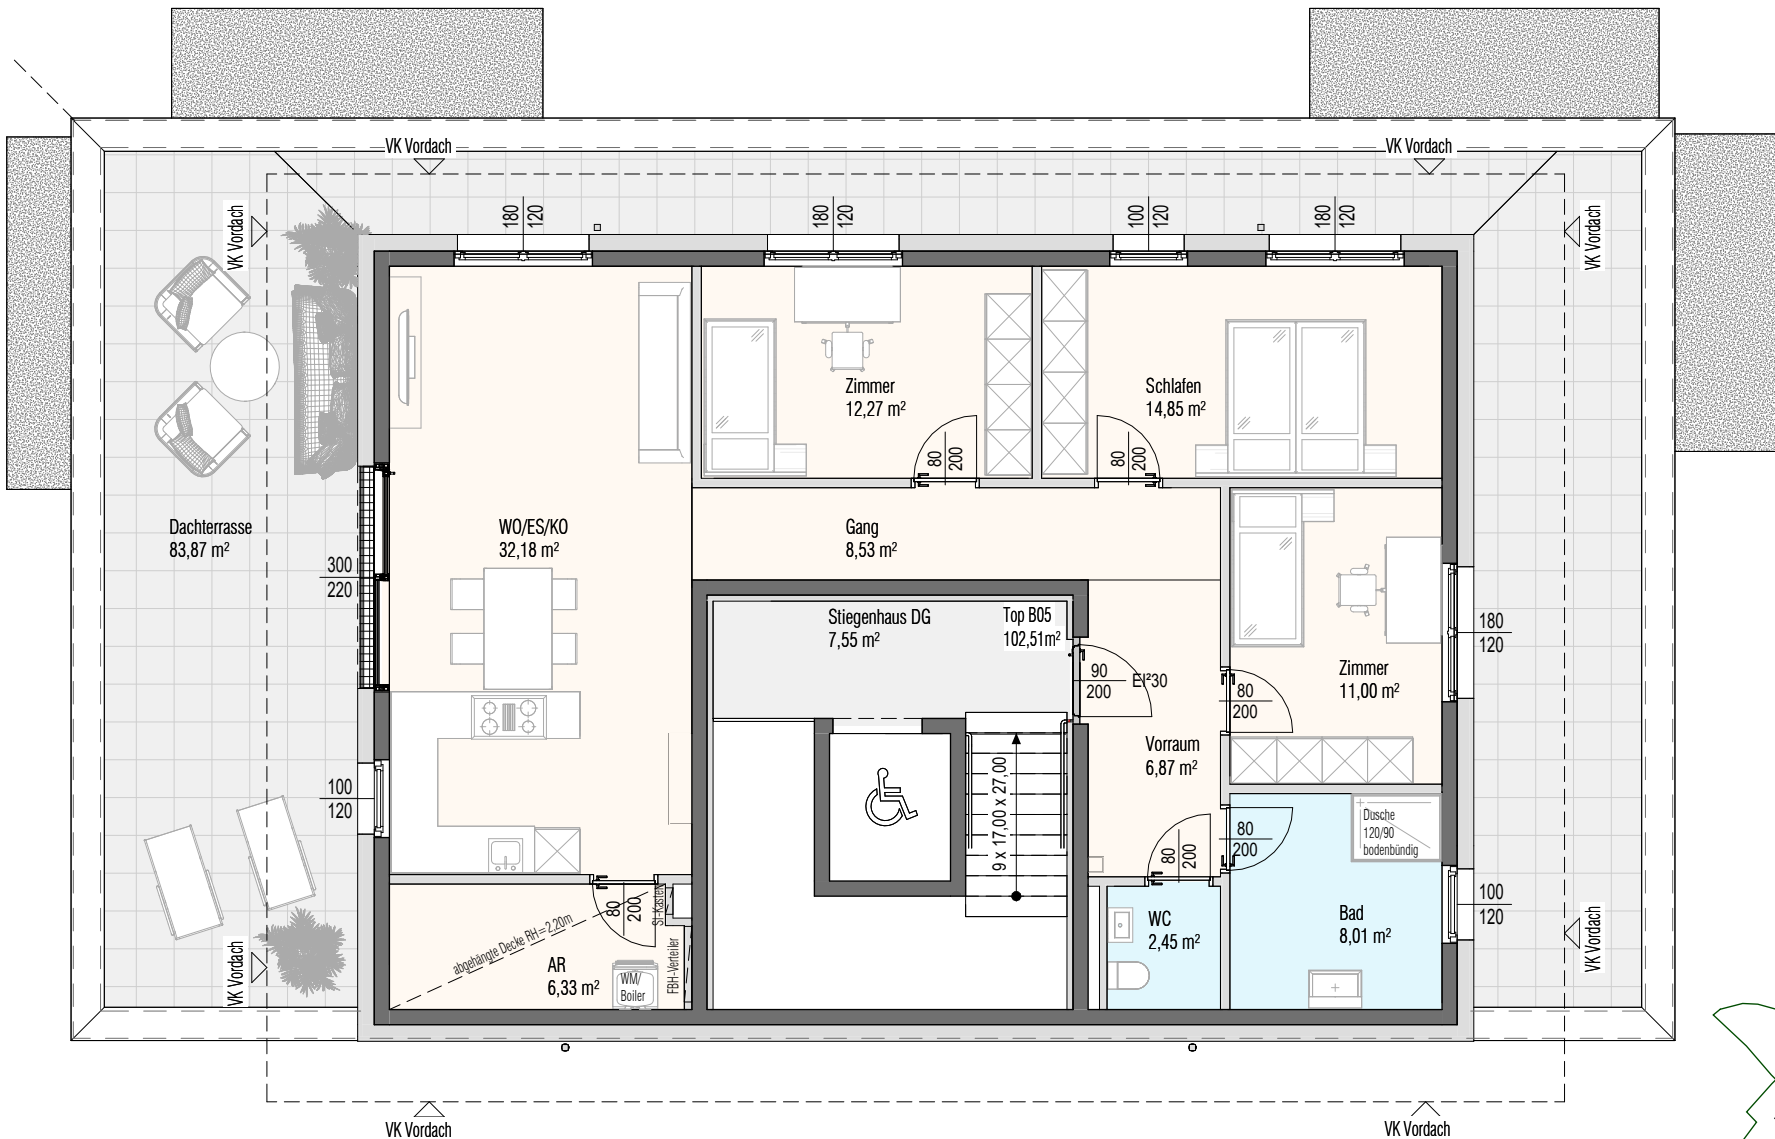 VK Vordach
VK Vordach
VK Vordach
180
120
180
120
100
120
180
120
VK Vordach
Zimmer
12,27 m²
Schlafen
14,85 m²
80
200
80
200
Dachterrasse
83,87 m²
WO/ES/KO
32,18 m²
Gang
8,53 m²
300
220
Stiegenhaus DG
7,55 m²
Top B05
102,51m²
180
120
90
200
EI²30
80
200
Zimmer
11,00 m²
Vorraum
6,87 m²
100
120
9 x 17,00 x 27,00
Dusche
120/90
bodenbündig
80
200
80
200
80
200
St-Kasten
abgehängte Decke RH=2,20m
AR
6,33 m²
WM/
Boiler
FBH-Verteiler
WC
2,45 m²
Bad
8,01 m²
100
120
VK Vordach
VK Vordach
VK Vordach
VK Vordach